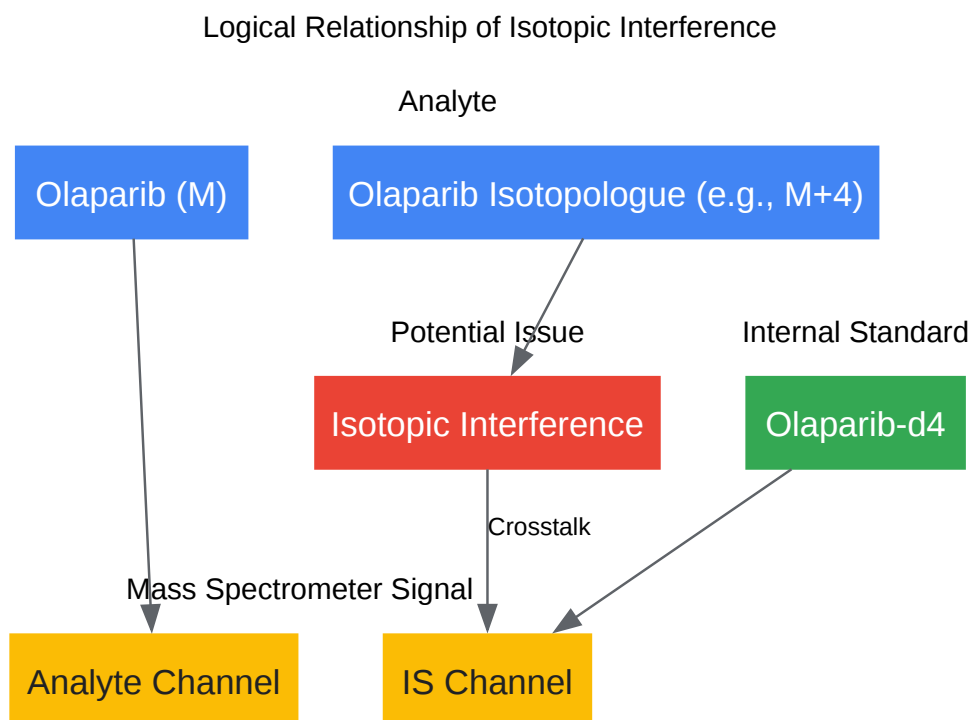 Logical Relationship of Isotopic Interference
Analyte
Olaparib (M)
Olaparib Isotopologue (e.g., M+4)
Potential Issue
Internal Standard
Isotopic Interference
Olaparib-d4
Crosstalk
Mass Spectrometer Signal
Analyte Channel
IS Channel